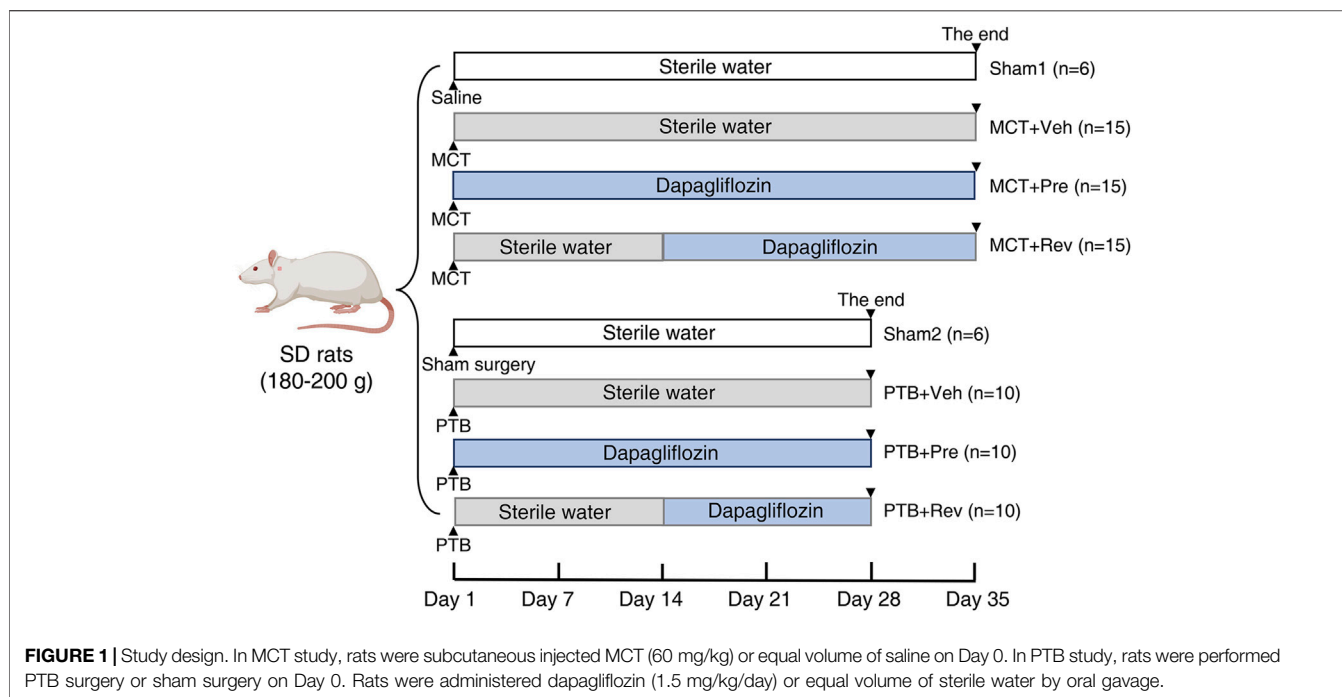 The end
Sterile water
Sham1 (n=6)
Saline
Sterile water
MCT+Veh (n=15)
MCT
Dapagliflozin
MCT+Pre (n=15)
MCT
Sterile water
Dapagliflozin
MCT+Rev (n=15)
MCT
SD rats
(180-200 g)
The end
Sterile water
Sham2 (n=6)
Sham surgery
Sterile water
PTB+Veh (n=10)
PTB
Dapagliflozin
PTB+Pre (n=10)
PTB
Sterile water
Dapagliflozin
PTB+Rev (n=10)
PTB
Day 1 Day 7 Day 14 Day 21 Day 28 Day 35
FIGURE 1 | Study design. In MCT study, rats were subcutaneous injected MCT (60 mg/kg) or equal volume of saline on Day 0. In PTB study, rats were performed
PTB surgery or sham surgery on Day 0. Rats were administered dapagliflozin (1.5 mg/kg/day) or equal volume of sterile water by oral gavage.